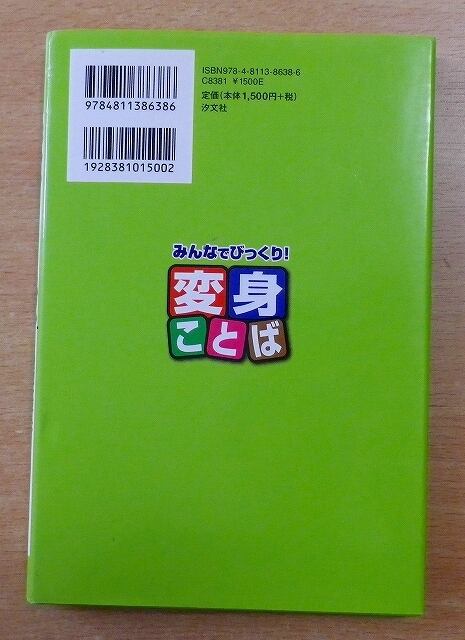 9784811386386
1928381015002
ISBN978-4-8113-8638-6
C8381 ¥1500E
定価(本体1,500円+税)
汐文社
みんなでびっくり!
変身
ことば